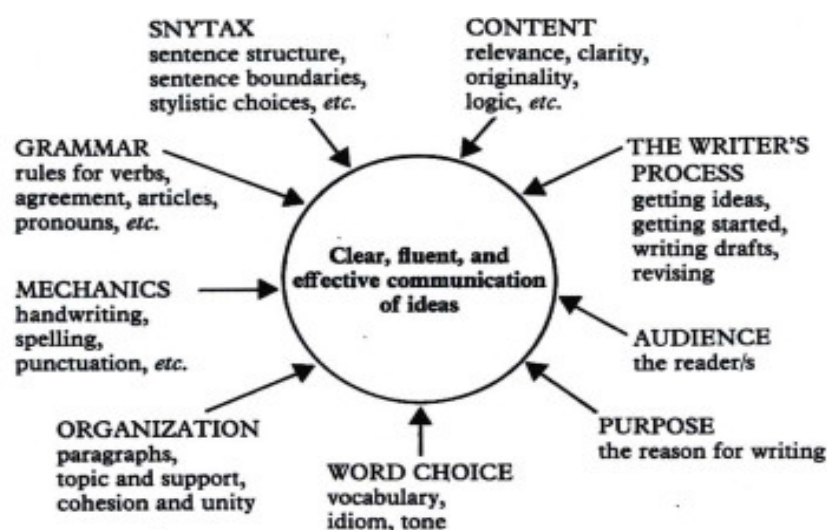 SNYTAX
sentence structure,
sentence boundaries,
stylistic choices, etc.
CONTENT
relevance, clarity,
originality,
logic, etc.
GRAMMAR
rules for verbs,
agreement, articles,
pronouns, etc.
THE WRITER'S
PROCESS
getting ideas,
getting started,
writing drafts,
revising
Clear, fluent, and
effective communication
of ideas
MECHANICS
handwriting,
spelling,
punctuation, etc.
AUDIENCE
the reader/s
ORGANIZATION
paragraphs,
topic and support,
cohesion and unity
WORD CHOICE
vocabulary,
idiom, tone
PURPOSE
the reason for writing